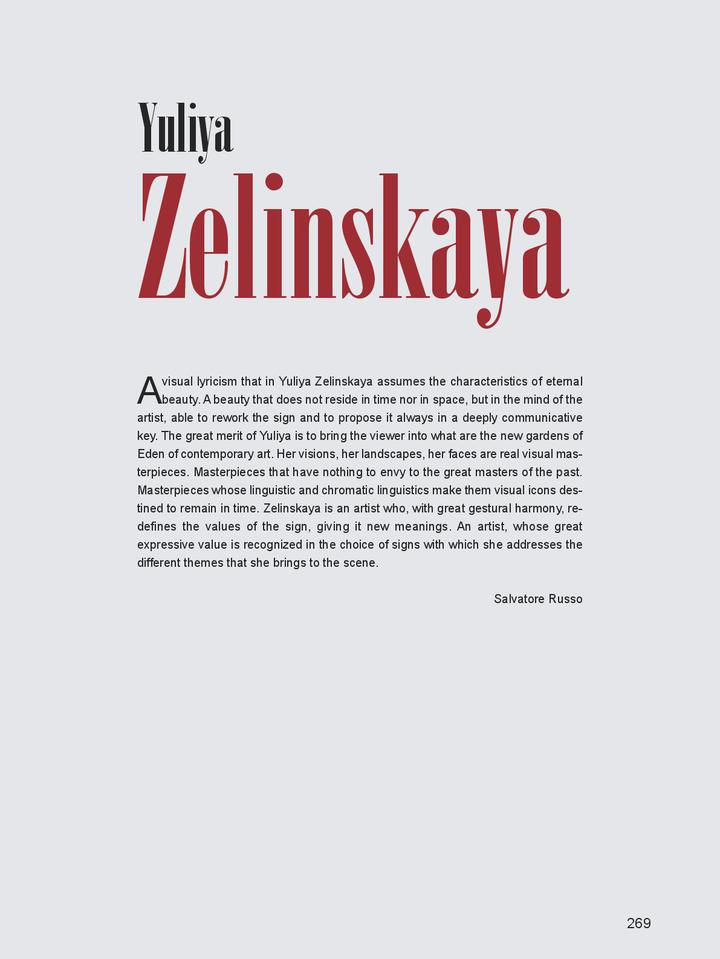 Yuliya
Zelinskaya
A visual lyricism that in Yuliya Zelinskaya assumes the characteristics of eternal
beauty. A beauty that does not reside in time nor in space, but in the mind of the
artist, able to rework the sign and to propose it always in a deeply communicative
key. The great merit of Yuliya is to bring the viewer into what are the new gardens of
Eden of contemporary art. Her visions, her landscapes, her faces are real visual mas-
terpieces. Masterpieces that have nothing to envy to the great masters of the past.
Masterpieces whose linguistic and chromatic linguistics make them visual icons des-
tined to remain in time. Zelinskaya is an artist who, with great gestural harmony, re-
defines the values of the sign, giving it new meanings. An artist, whose great
expressive value is recognized in the choice of signs with which she addresses the
different themes that she brings to the scene.
Salvatore Russo
269